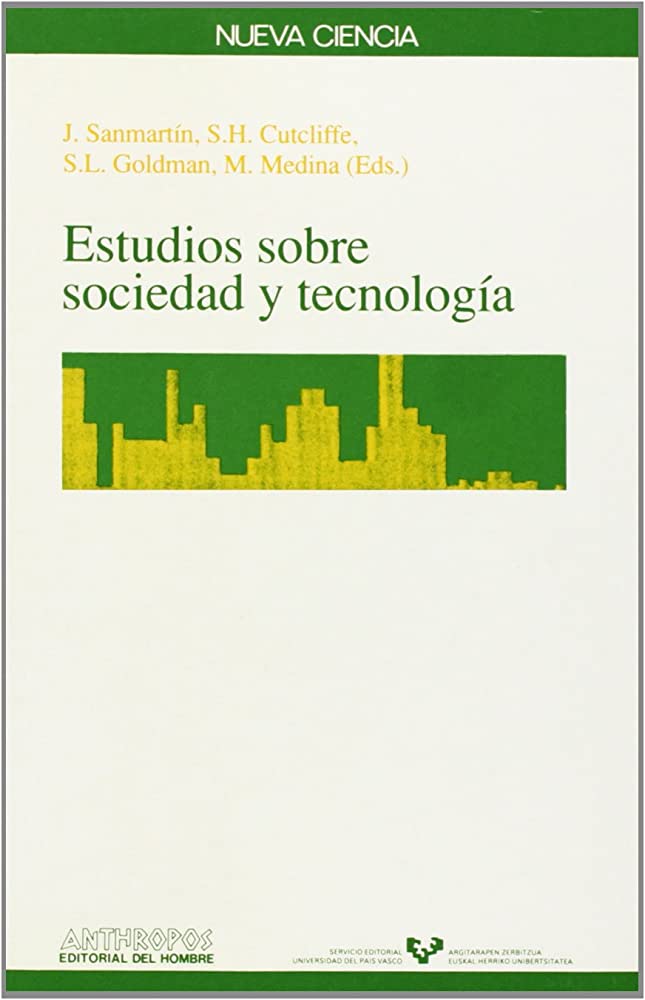 NUEVA CIENCIA
J. Sanmartín, S.H. Cutcliffe,
S.L. Goldman, M. Medina (Eds.)
Estudios sobre
sociedad y tecnología
ANTHROPOS
EDITORIAL DEL HOMBRE
SERVICIO EDITORIAL
UNIVERSIDAD DEL PAIS VASCO
ARGITARAPEN ZERBITZUA
EUSKAL HERRIKO UNIBERTSITATEA